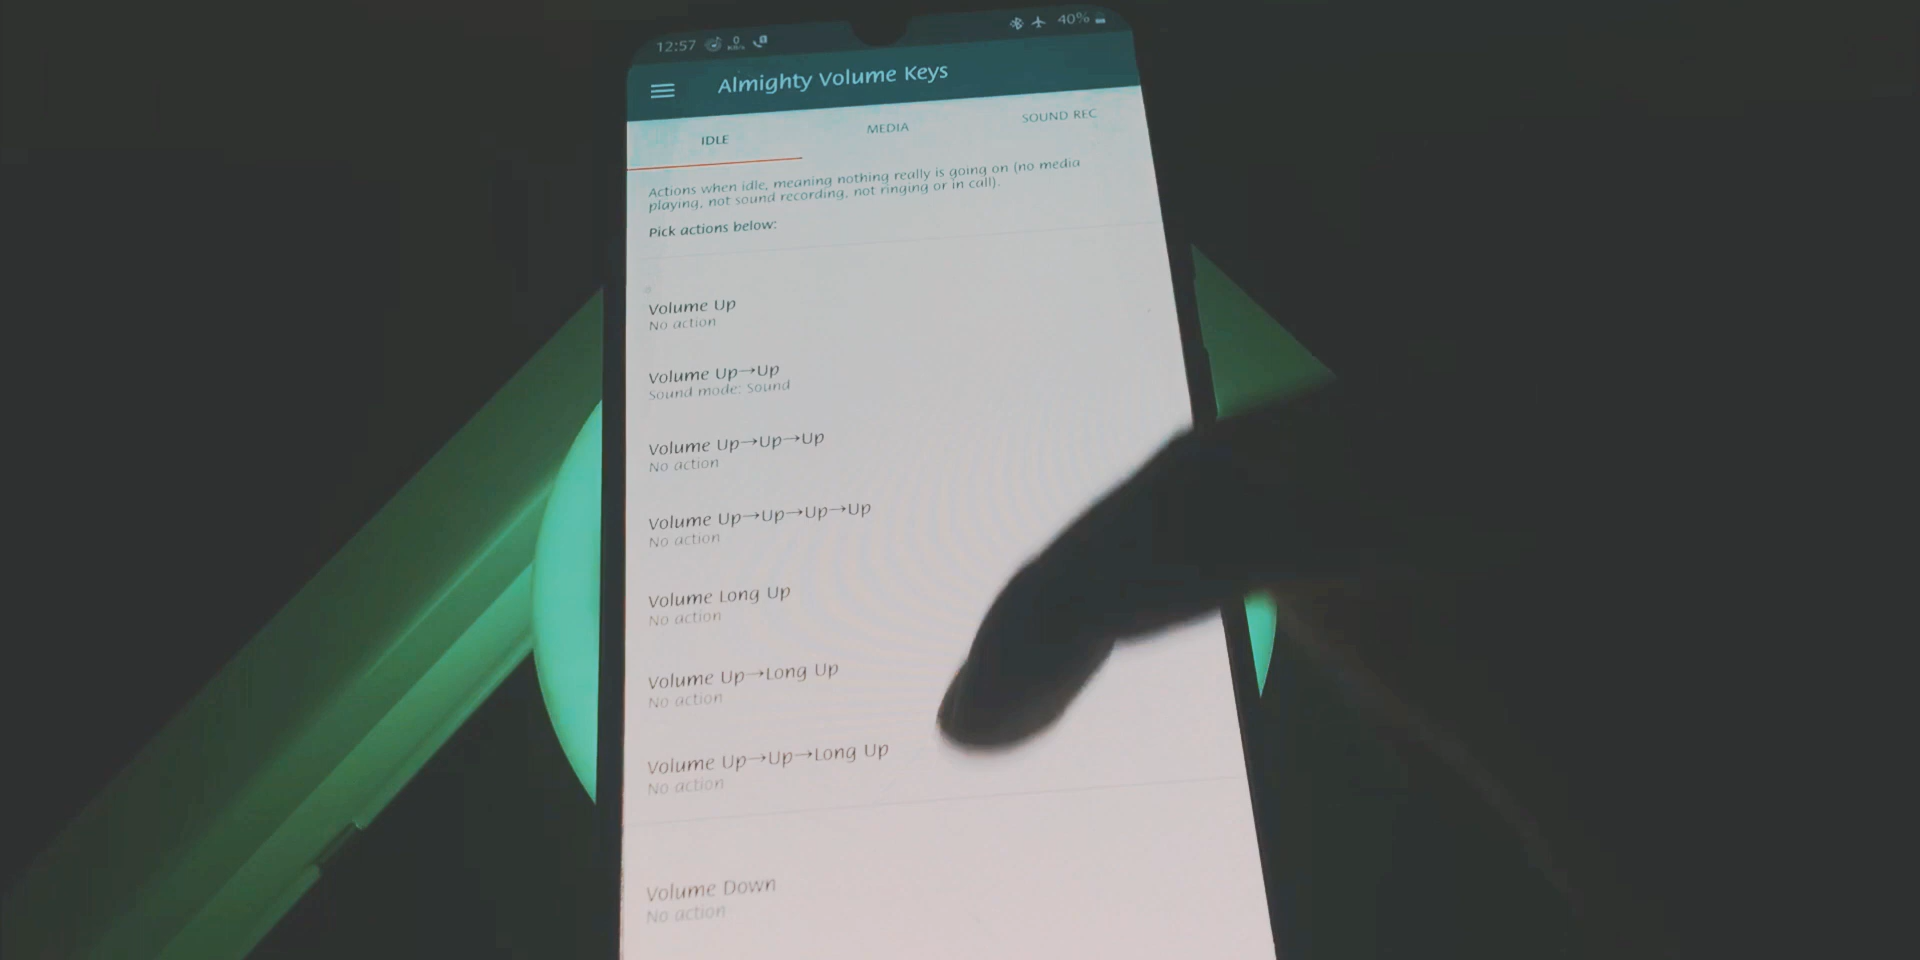 12:57 0 40%
Almighty Volume Keys
IDLE MEDIA SOUND REC
Actions when idle, meaning nothing really is going on (no media
playing, not sound recording, not ringing or in call).
Pick actions below:
Volume Up
No action
Volume Up→Up
Sound mode: Sound
Volume Up→Up→Up
No action
Volume Up→Up→Up→Up
No action
Volume Long Up
No action
Volume Up→Long Up
No action
Volume Up→Up→Long Up
No action
Volume Down
No action